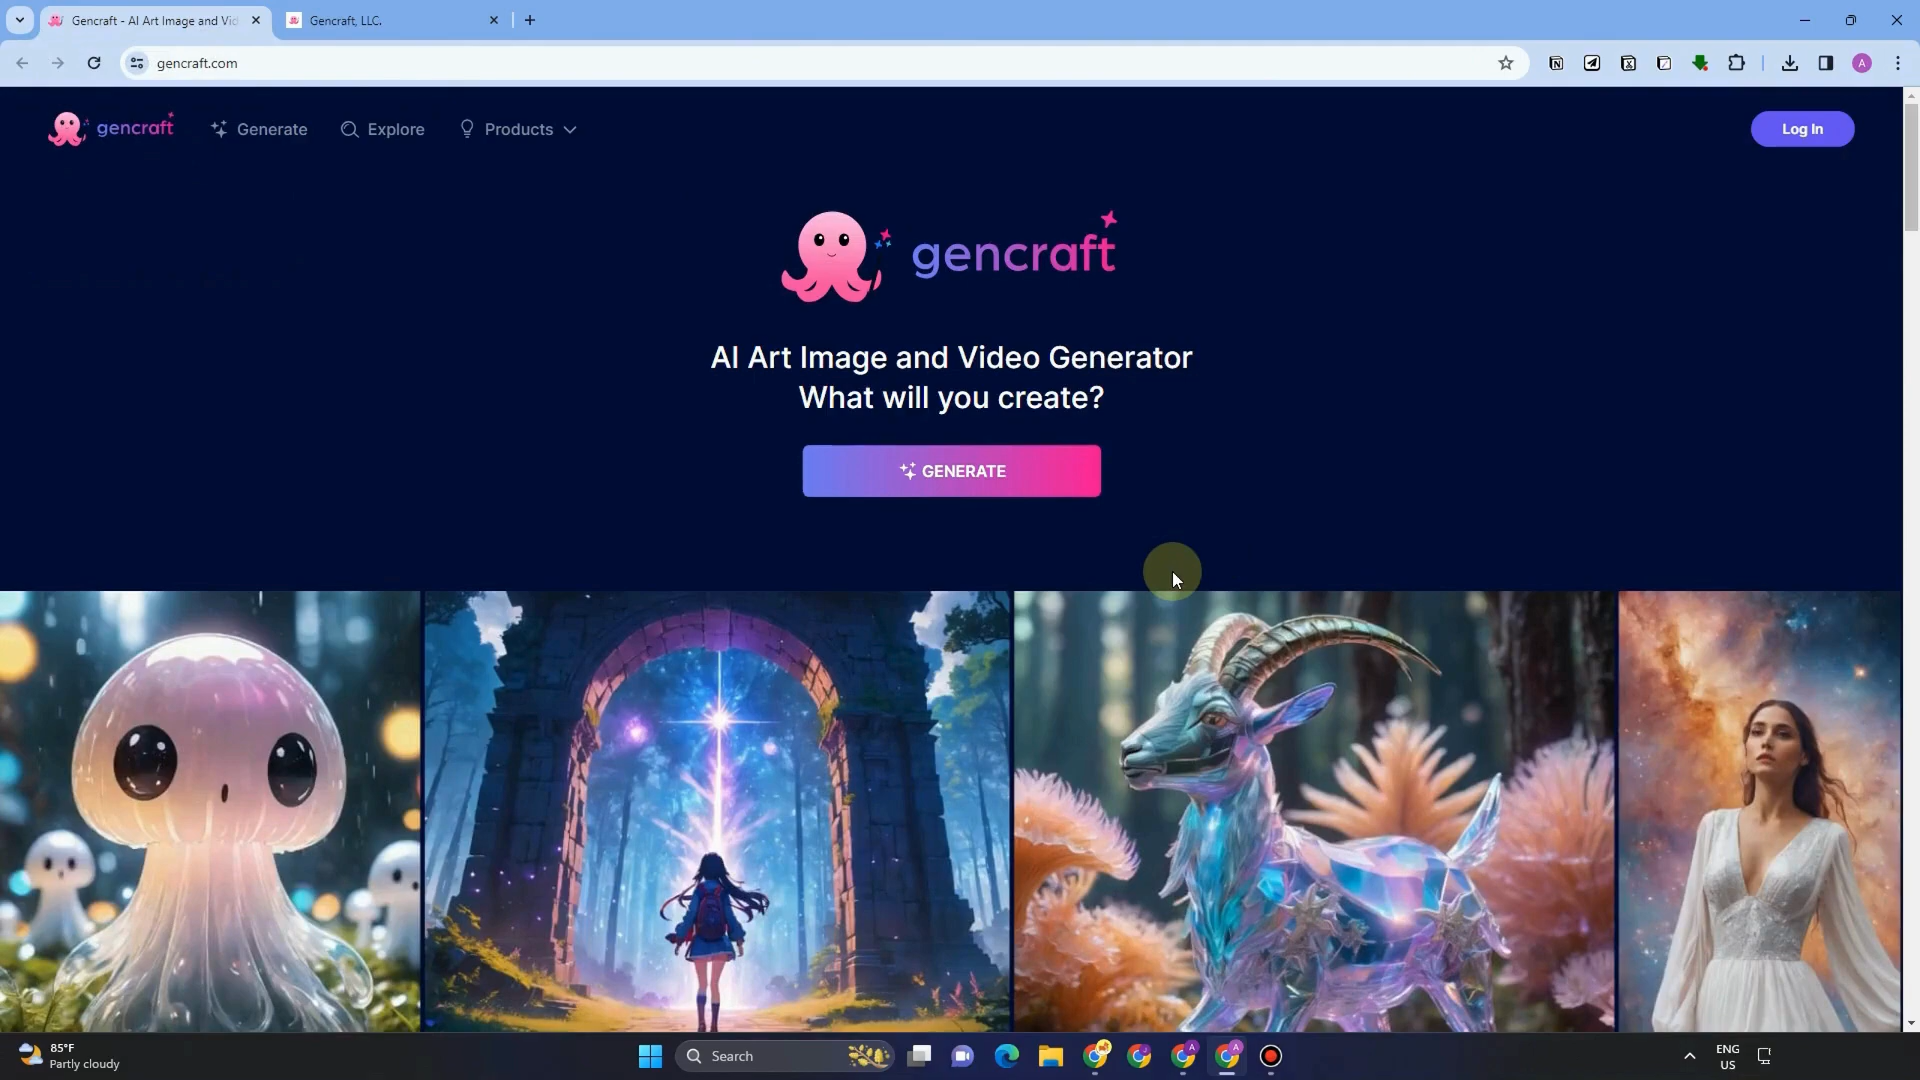 Gencraft - AI Art Image and Vid
Gencraft, LLC.
gencraft.com
A
gencraft
Generate
Explore
Products
Log In
gencraft
AI Art Image and Video Generator
What will you create?
GENERATE
85°F
Partly cloudy
Search
ENG
US